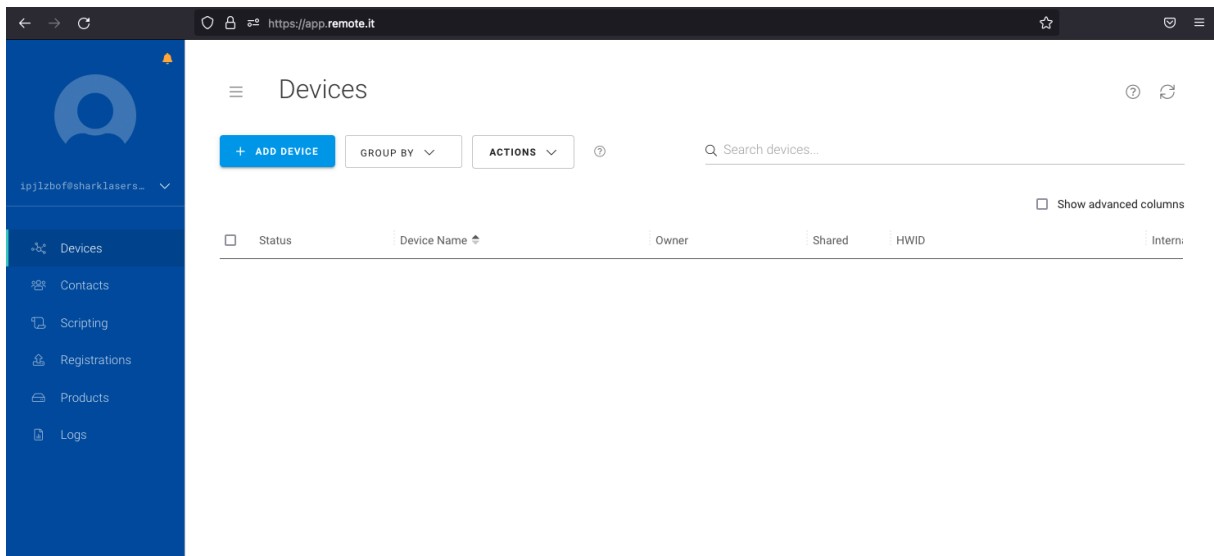 https://app.remote.it
Devices
+ ADD DEVICE
GROUP BY
ACTIONS
Search devices...
ipjlzbof@sharklasers…
Show advanced columns
Status Device Name Owner Shared HWID Interna
Devices
Contacts
Scripting
Registrations
Products
Logs